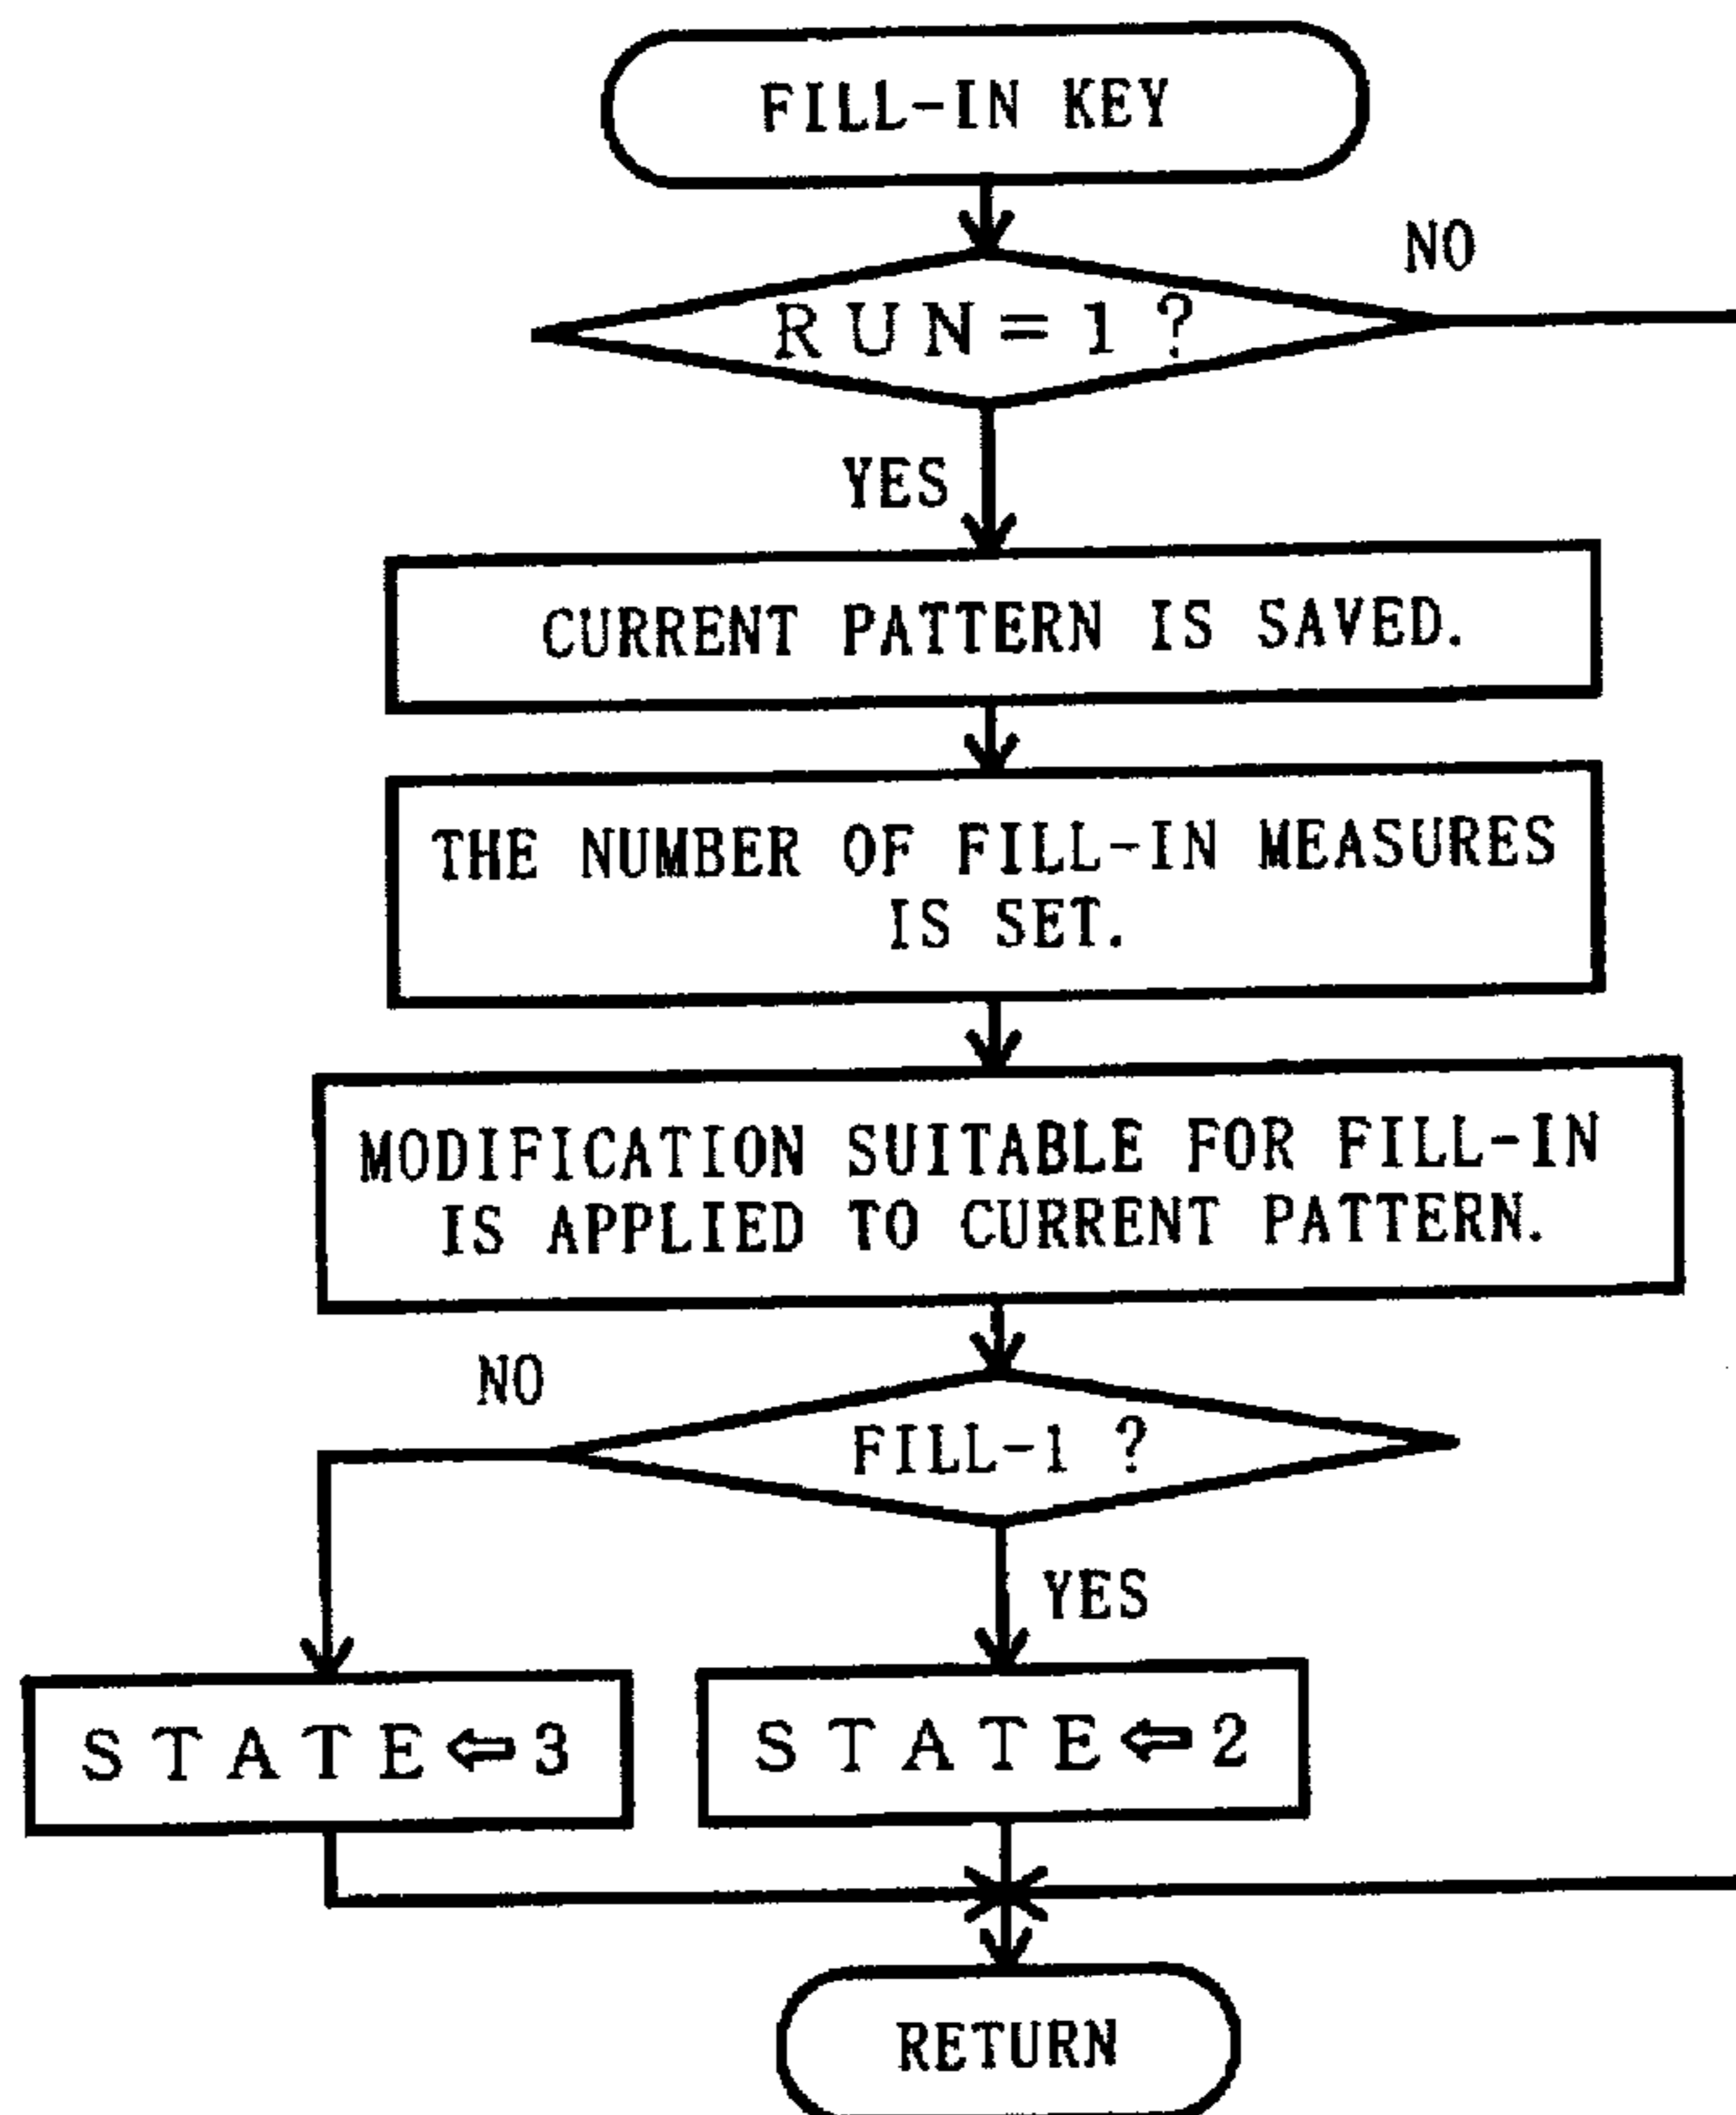 FILL-IN KEY
NO
RUN=1?
YES
CURRENT PATTERN IS SAVED.
THE NUMBER OF FILL-IN MEASURES
IS SET.
MODIFICATION SUITABLE FOR FILL-IN
IS APPLIED TO CURRENT PATTERN.
NO
FILL-1 ?
YES
STATE⇐3
STATE⇐2
RETURN